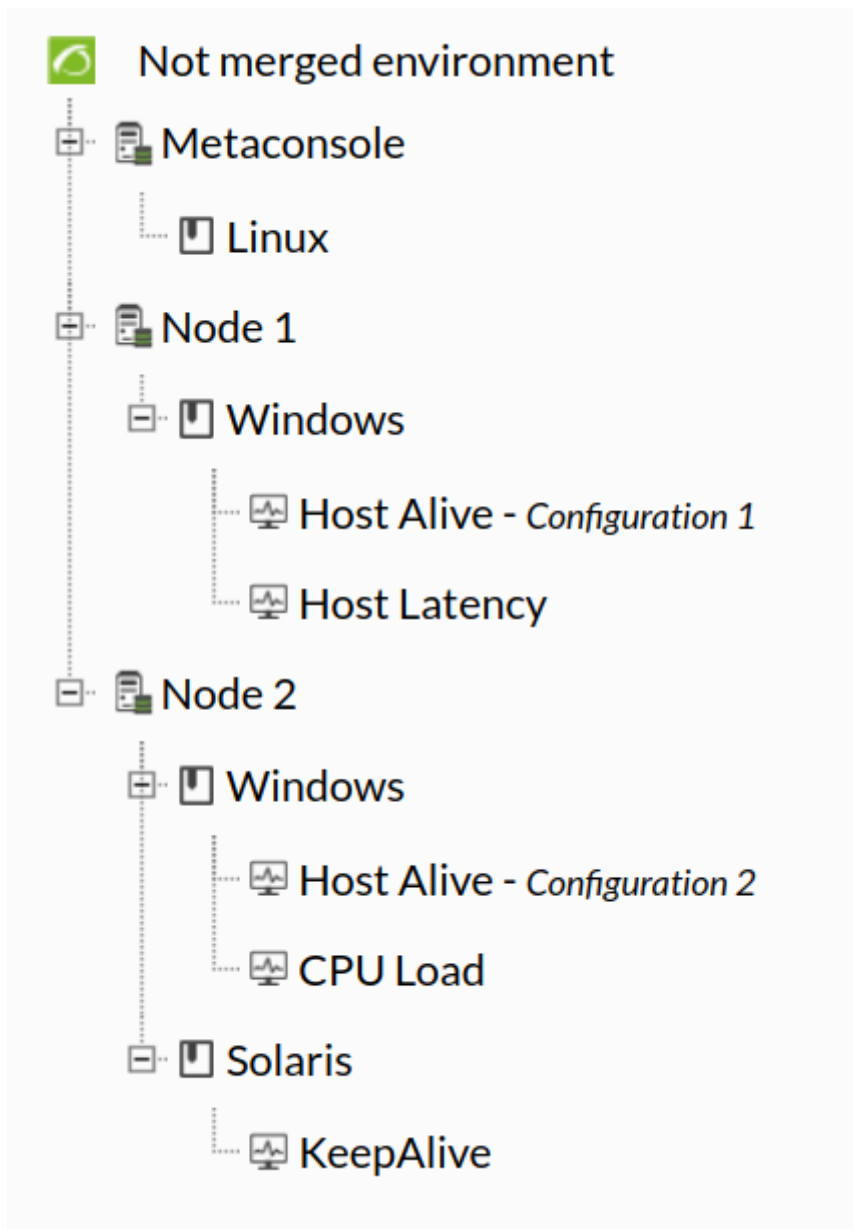 Not merged environment
Metaconsole
Linux
Node 1
Windows
Host Alive - Configuration 1
Host Latency
Node 2
Windows
Host Alive - Configuration 2
CPU Load
Solaris
KeepAlive